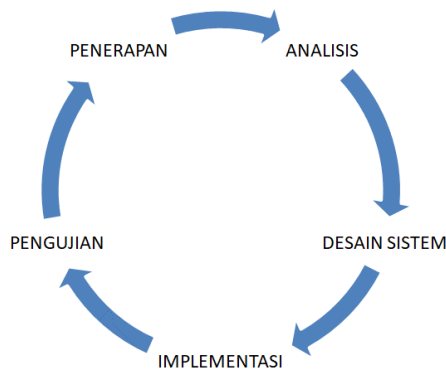 PENERAPAN
ANALISIS
PENGUJIAN
DESAIN SISTEM
IMPLEMENTASI